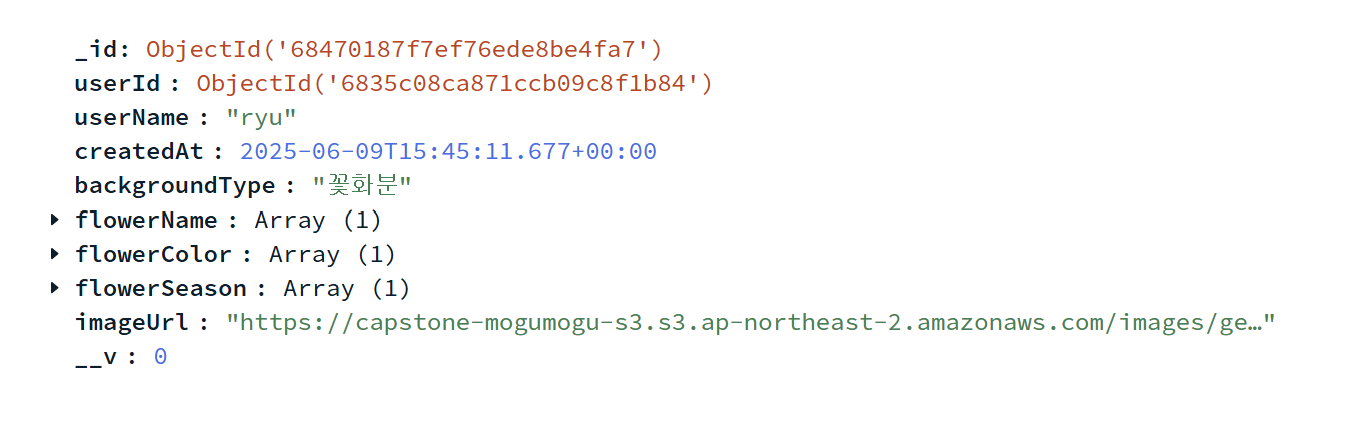 _id: ObjectId('68470187f7ef76ede8be4fa7')
userId : ObjectId('6835c08ca871ccb09c8f1b84')
userName : "ryu"
createdAt : 2025-06-09T15:45:11.677+00:00
backgroundType : "꽃화분"
flowerName : Array (1)
flowerColor : Array (1)
flowerSeason : Array (1)
imageUrl : "https://capstone-mogumogu-s3.s3.ap-northeast-2.amazonaws.com/images/ge…"
__v : 0